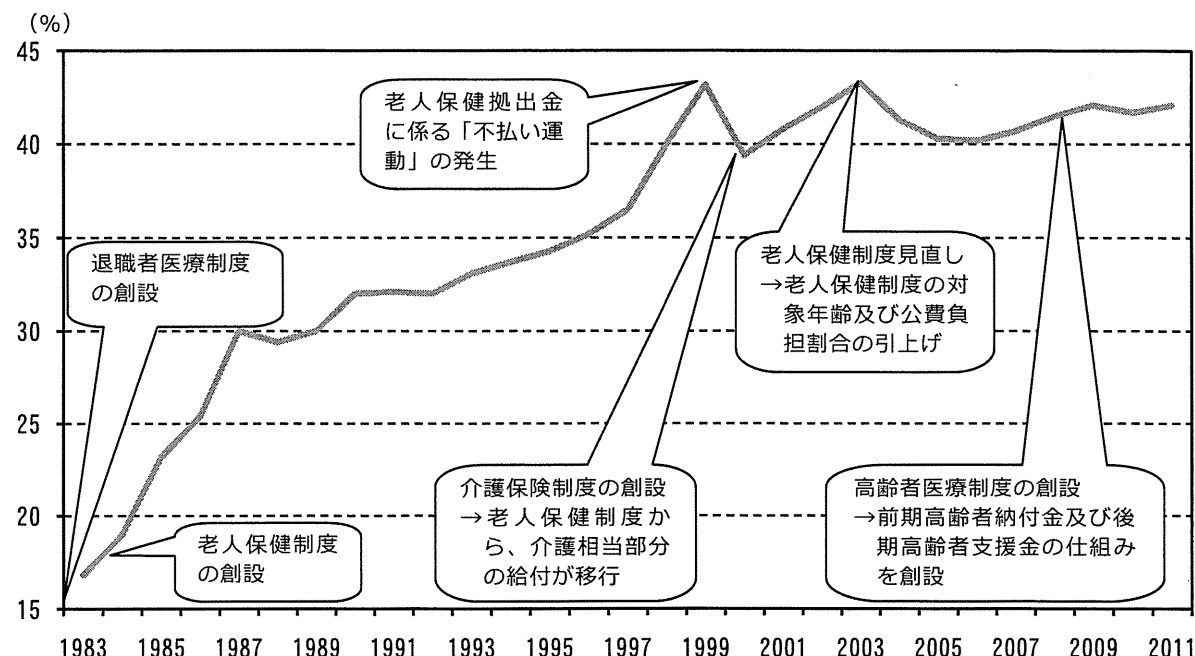 (%)
45
40
35
30
25
20
15
老人保健拠出金
に係る「不払い運
動」の発生
退職者医療制度
の創設
老人保健制度見直し
→老人保健制度の対
象年齢及び公費負
担割合の引上げ
介護保険制度の創設
→老人保健制度か
ら、介護相当部分
の給付が移行
高齢者医療制度の創設
→前期高齢者納付金及び後
期高齢者支援金の仕組み
を創設
老人保健制度
の創設
1983 1985 1987 1989 1991 1993 1995 1997 1999 2001 2003 2005 2007 2009 2011